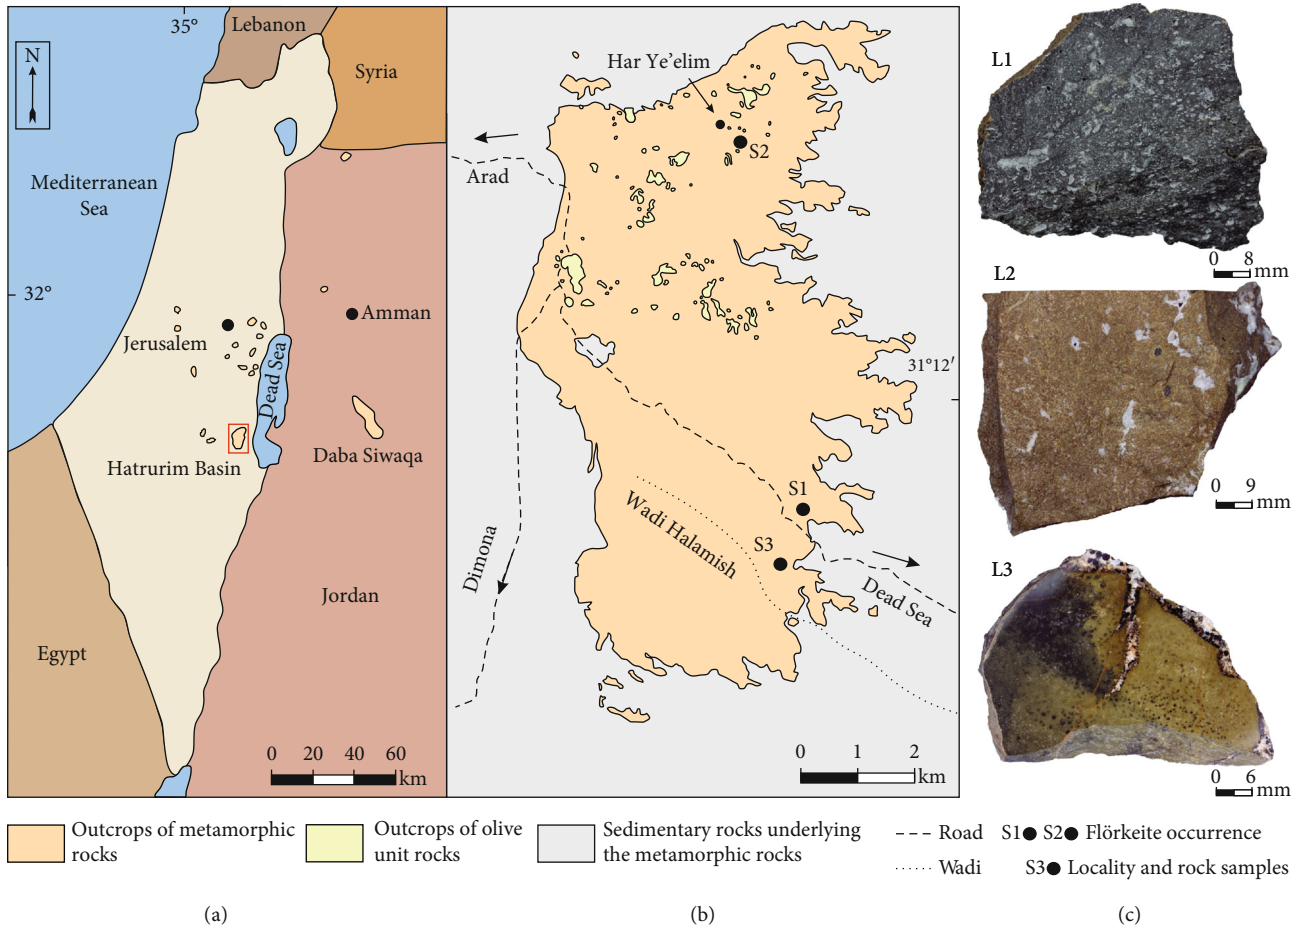 35°
Lebanon
N
Syria
Mediterranean
Sea
32°
Amman
Jerusalem
Dead Sea
Daba Siwaqa
Hatrurim Basin
Jordan
Egypt
0 20 40 60
km
Har Ye'elim
S2
Arad
31°12′
S1
Wadi Halamish
S3
Dimona
Dead Sea
0 1 2
km
L1
0 8
mm
L2
0 9
mm
L3
0 6
mm
Outcrops of metamorphic
rocks
Outcrops of olive
unit rocks
Sedimentary rocks underlying
the metamorphic rocks
Road
Wadi
S1 S2 Flörkeite occurrence
S3 Locality and rock samples
(a)
(b)
(c)